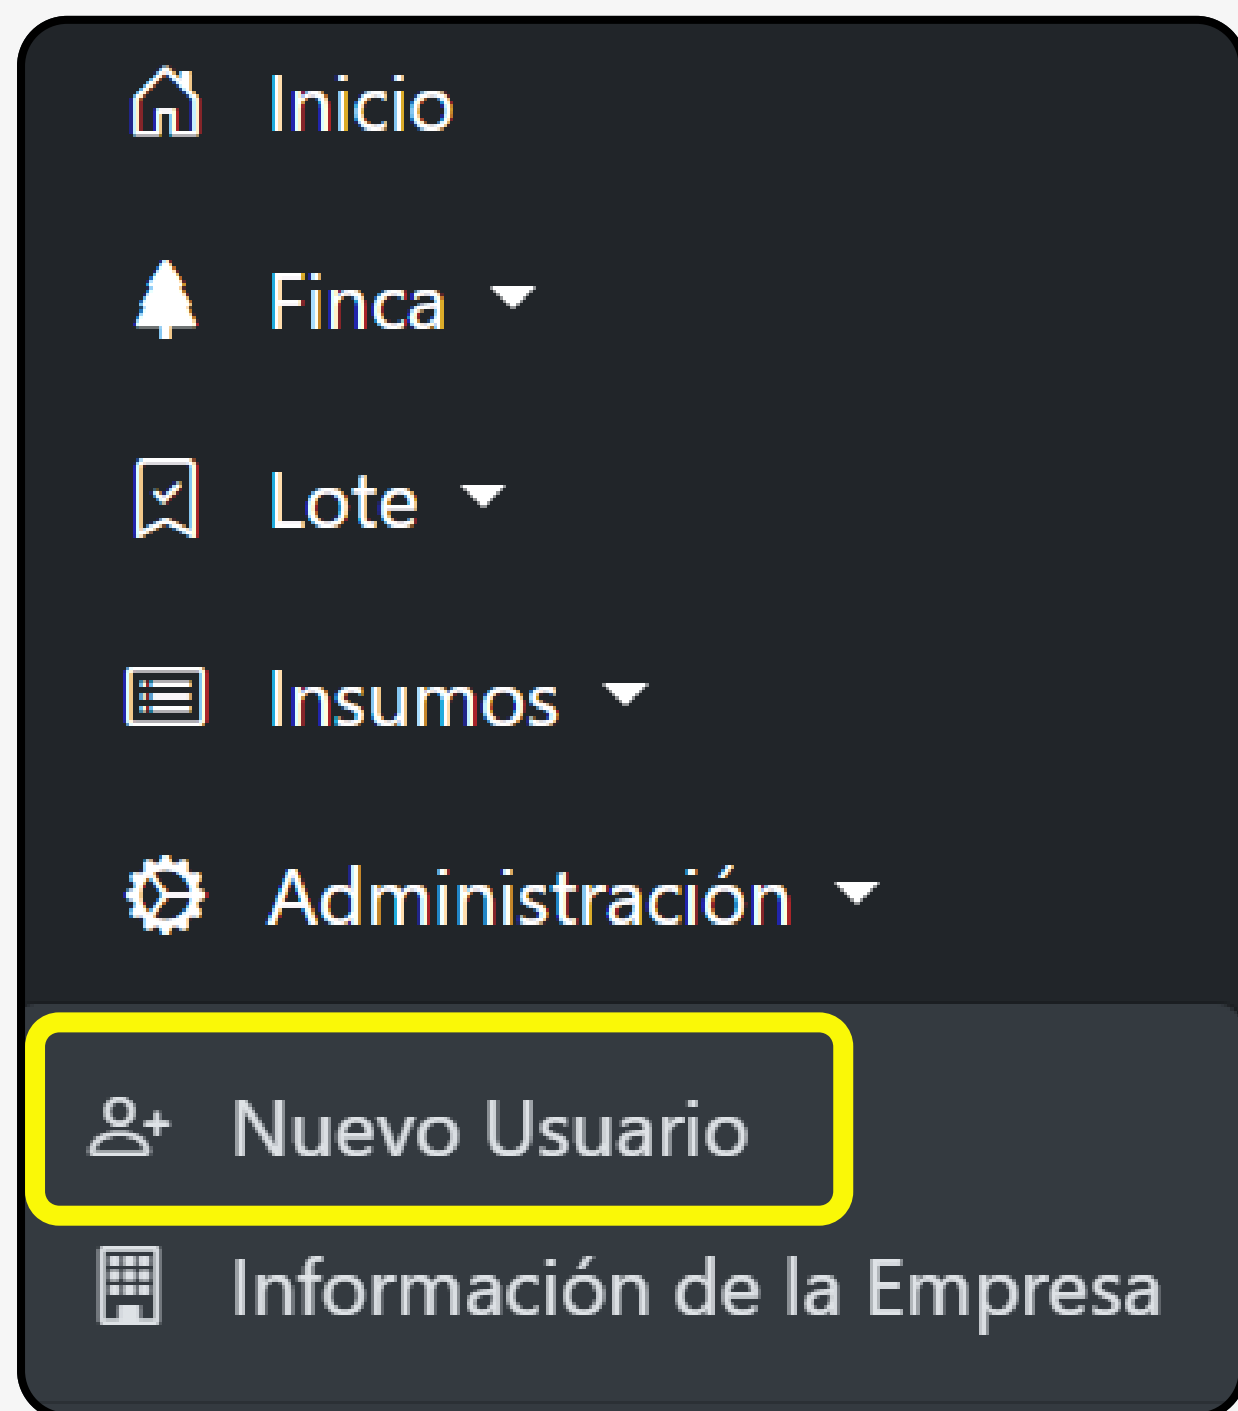 Inicio
Finca
Lote
Insumos
Administración
Nuevo Usuario
Información de la Empresa